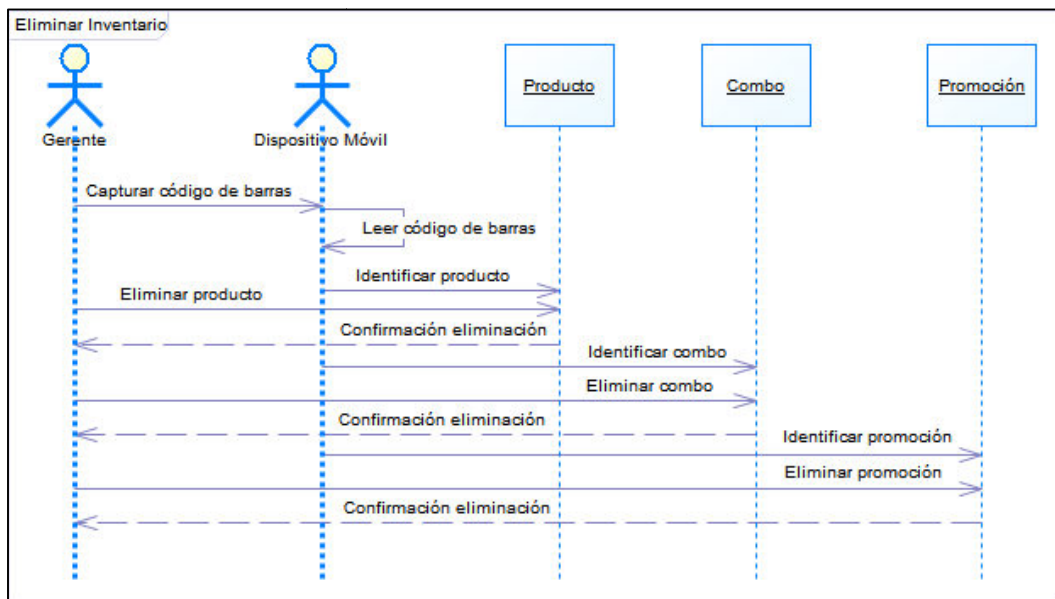 Eliminar Inventario
Producto
Combo
Promoción
Gerente
Dispositivo Móvil
Capturar código de barras
Leer código de barras
Identificar producto
Eliminar producto
Confirmación eliminación
Identificar combo
Eliminar combo
Confirmación eliminación
Identificar promoción
Eliminar promoción
Confirmación eliminación